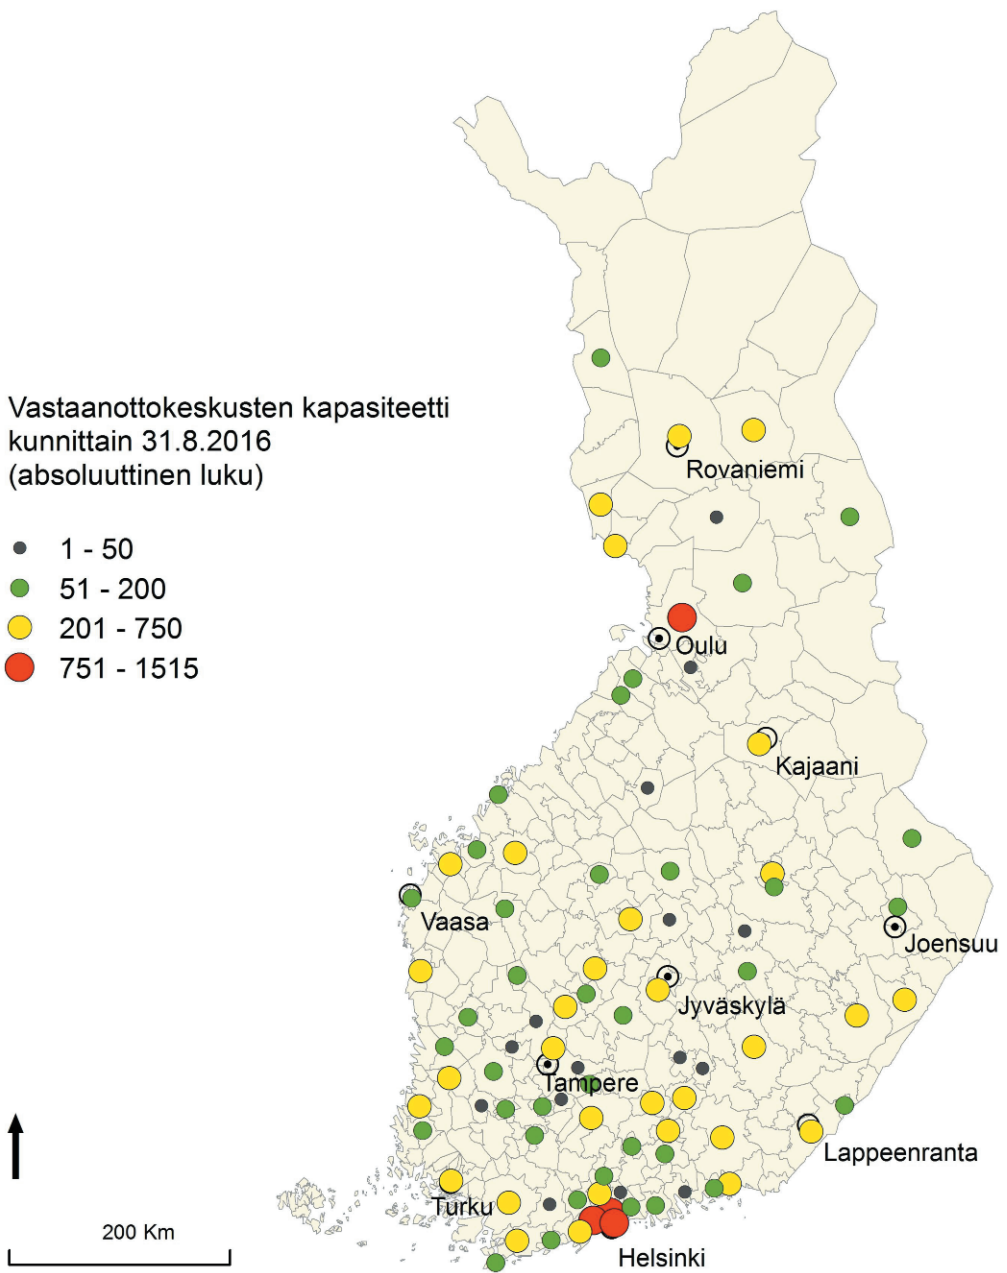 Vastaanottokeskusten kapasiteetti
kunnittain 31.8.2016
(absoluuttinen luku)
1 - 50
51 - 200
201 - 750
751 - 1515
Rovaniemi
Oulu
Kajaani
Vaasa
Joensuu
Jyväskylä
Tampere
Lappeenranta
Turku
Helsinki
200 Km